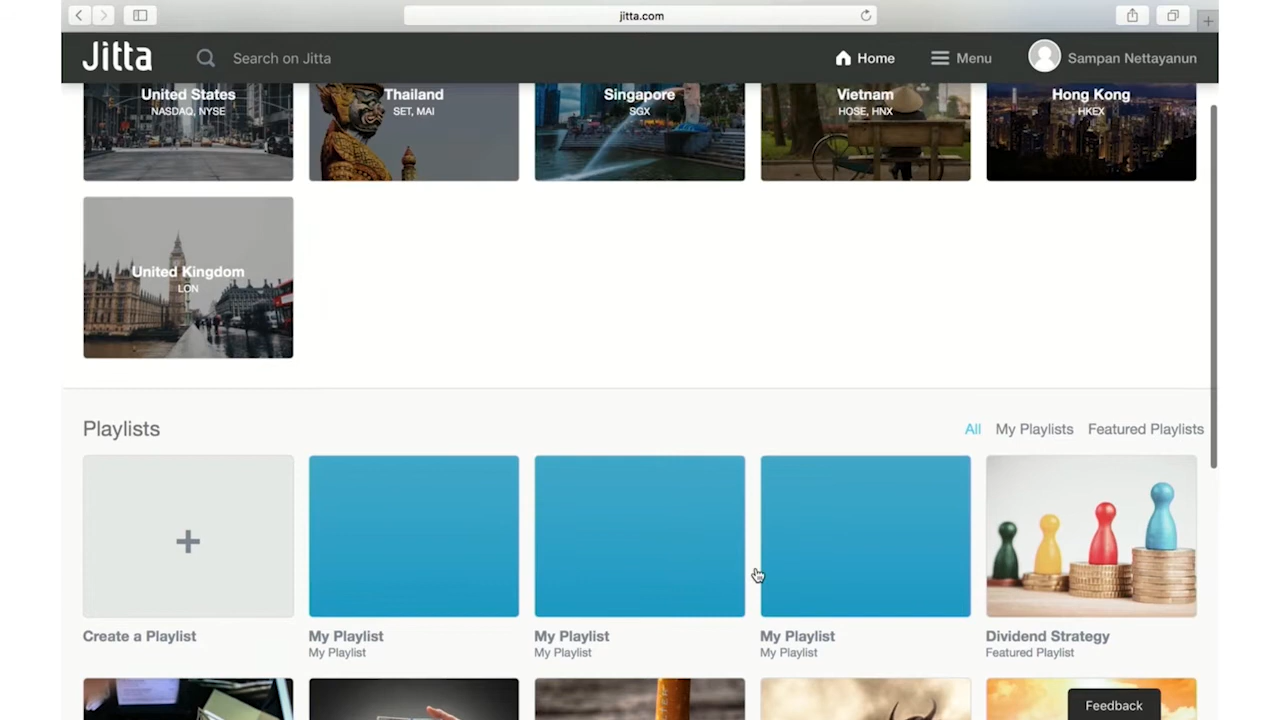 jitta.com
Jitta
Search on Jitta
Home
Menu
Sampan Nettayanun
United States
NASDAQ, NYSE
Thailand
SET, MAI
Singapore
SGX
Vietnam
HOSE, HNX
Hong Kong
HKEX
United Kingdom
LON
Playlists
All
My Playlists
Featured Playlists
Create a Playlist
My Playlist
My Playlist
My Playlist
My Playlist
My Playlist
My Playlist
Dividend Strategy
Featured Playlist
Feedback